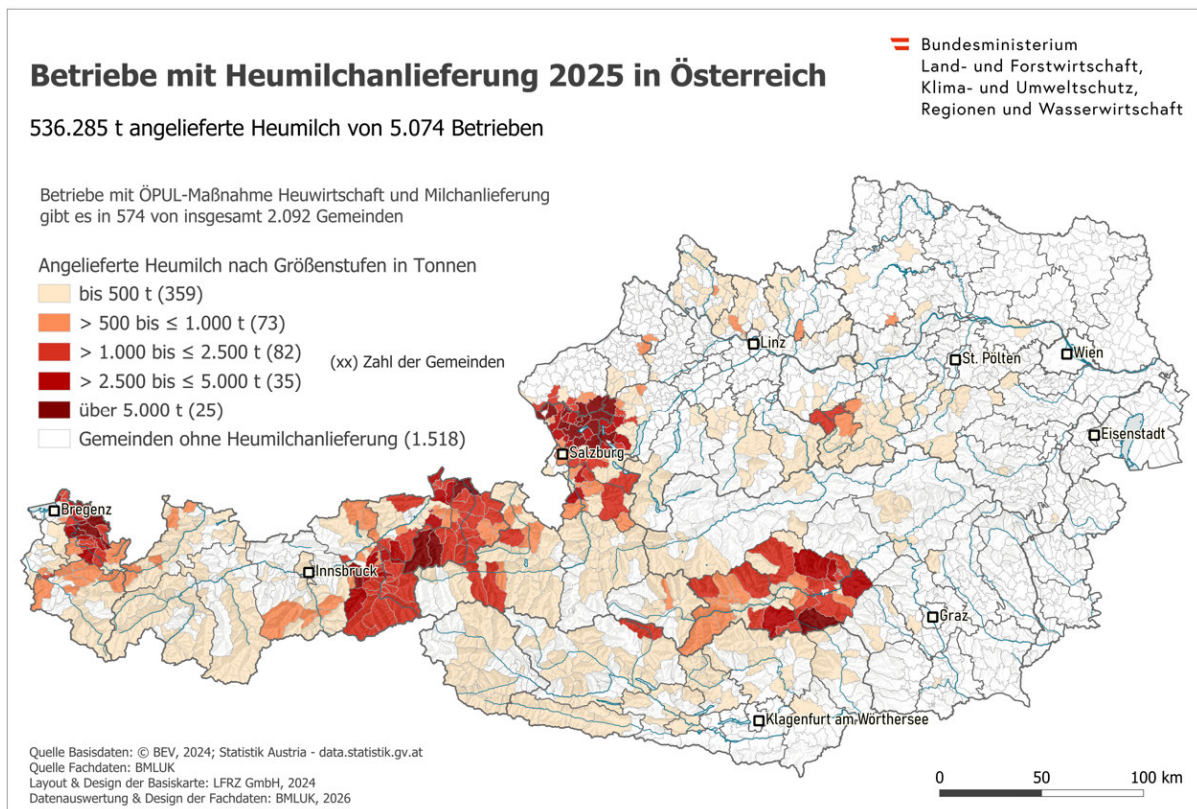 Betriebe mit Heumilchanlieferung 2025 in Österreich
536.285 t angelieferte Heumilch von 5.074 Betrieben
Bundesministerium
Land- und Forstwirtschaft,
Klima- und Umweltschutz,
Regionen und Wasserwirtschaft
Betriebe mit ÖPUL-Maßnahme Heuwirtschaft und Milchanlieferung
gibt es in 574 von insgesamt 2.092 Gemeinden
Angelieferte Heumilch nach Größenstufen in Tonnen
bis 500 t (359)
> 500 bis ≤ 1.000 t (73)
> 1.000 bis ≤ 2.500 t (82)
> 2.500 bis ≤ 5.000 t (35)
über 5.000 t (25)
Gemeinden ohne Heumilchanlieferung (1.518)
(xx) Zahl der Gemeinden
Linz
St. Pölten
Wien
Eisenstadt
Salzburg
Bregenz
Innsbruck
Graz
Klagenfurt am Wörthersee
Quelle Basisdaten: © BEV, 2024; Statistik Austria - data.statistik.gv.at
Quelle Fachdaten: BMLUK
Layout & Design der Basiskarte: LFRZ GmbH, 2024
Datenauswertung & Design der Fachdaten: BMLUK, 2026
0 50 100 km